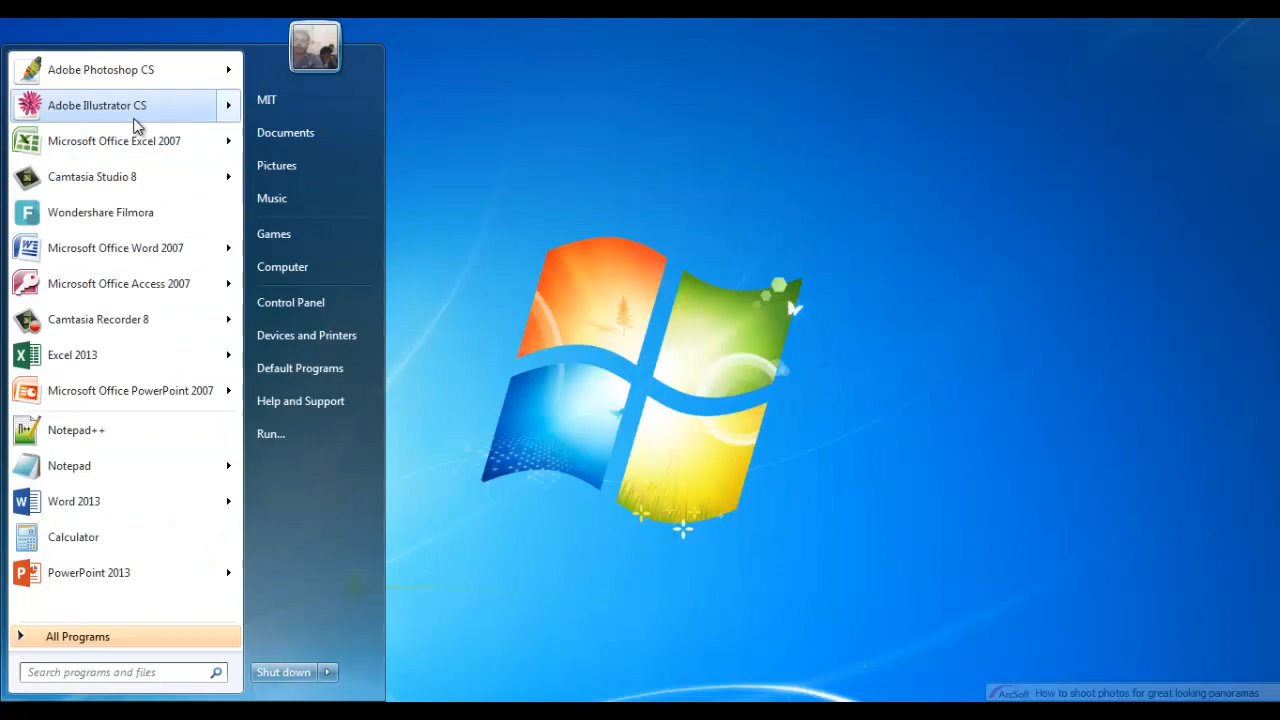 Adobe Photoshop CS
Adobe Illustrator CS
Microsoft Office Excel 2007
Camtasia Studio 8
Wondershare Filmora
Microsoft Office Word 2007
Microsoft Office Access 2007
Camtasia Recorder 8
Excel 2013
Microsoft Office PowerPoint 2007
Notepad++
Notepad
Word 2013
Calculator
PowerPoint 2013
All Programs
Search programs and files
MIT
Documents
Pictures
Music
Games
Computer
Control Panel
Devices and Printers
Default Programs
Help and Support
Run...
Shut down
ArcSoft How to shoot photos for great looking panoramas